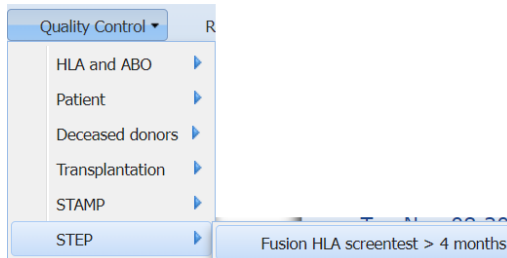 Quality Control R
HLA and ABO
Patient
Deceased donors
Transplantation
STAMP
STEP
Fusion HLA screentest > 4 months